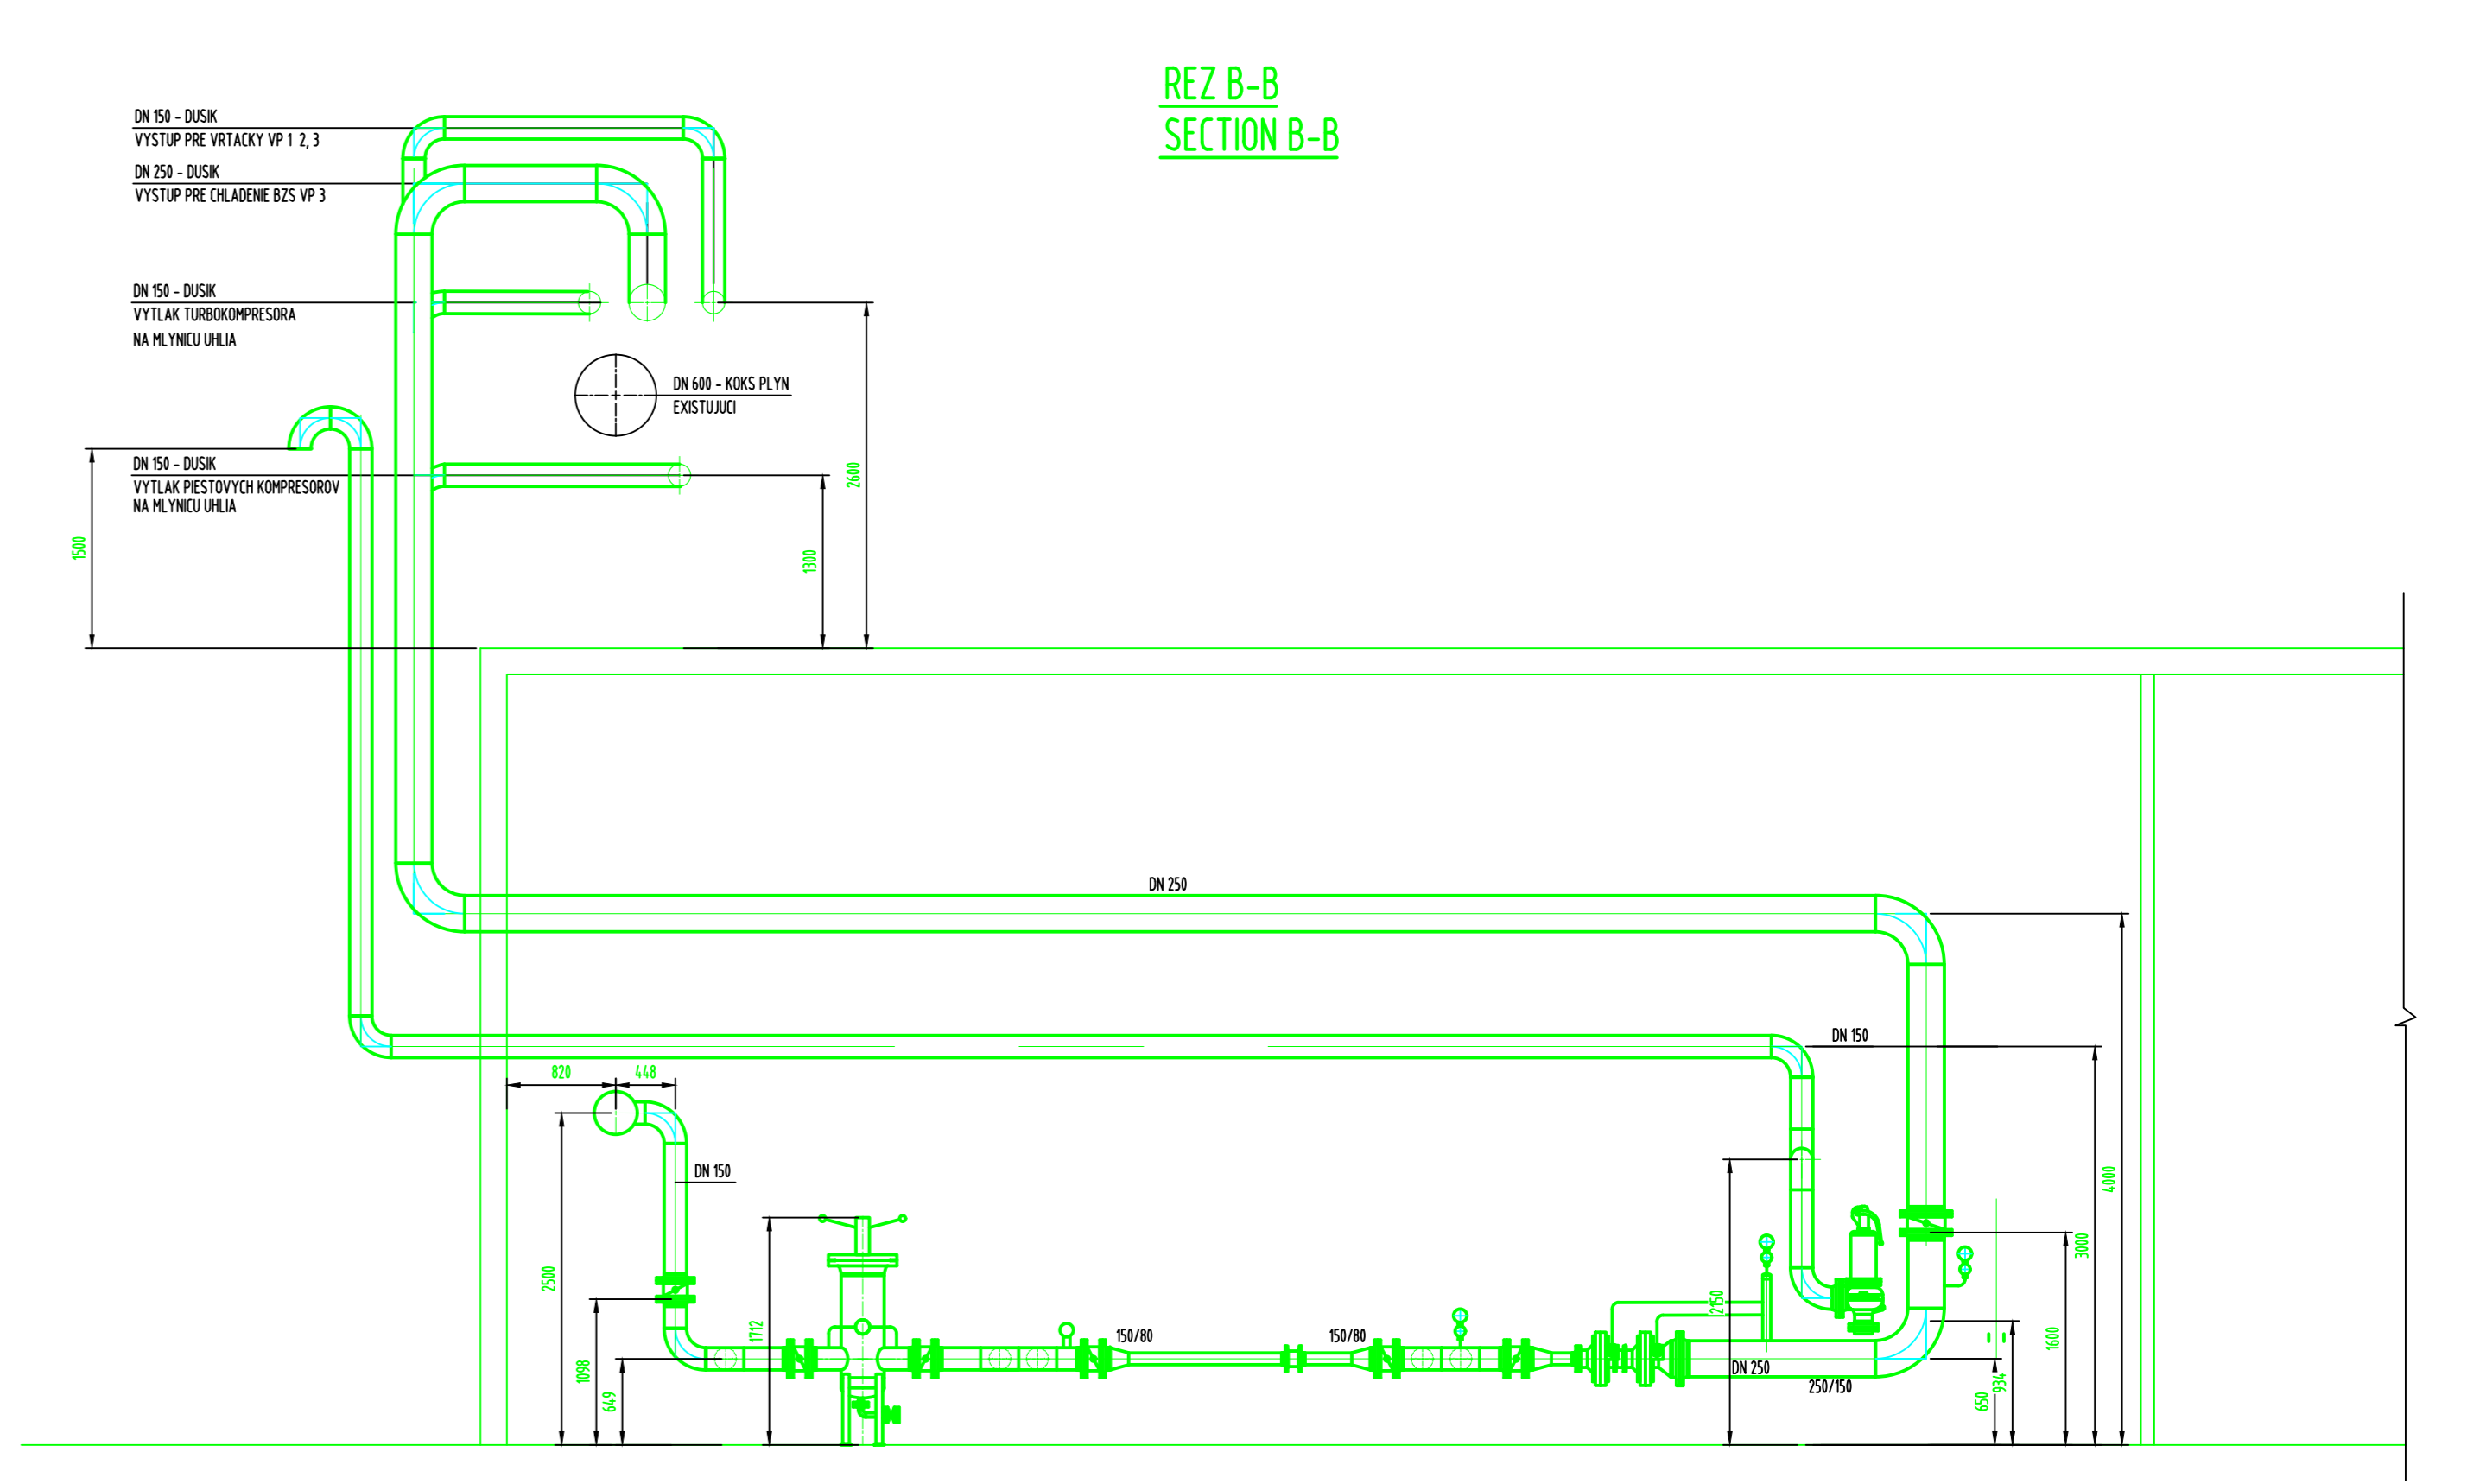 REZ B-B
SECTION B-B
DN 150 - DUSIK
VYSTUP PRE VRTACKY VP 1 2, 3
DN 250 - DUSIK
VYSTUP PRE CHLADENIE BZS VP 3
DN 150 - DUSIK
VYTLAK TURBOKOMPRESORA
NA MLYNICU UHLIA
DN 600 - KOKS PLYN
EXISTUJUCI
DN 150 - DUSIK
VYTLAK PIESTOVYCH KOMPRESOROV
NA MLYNICU UHLIA
1500
1300
2600
DN 250
DN 150
820
448
DN 150
2500
1098
649
1712
150/80
150/80
2150
DN 250
250/150
650
934
1600
3000
4000